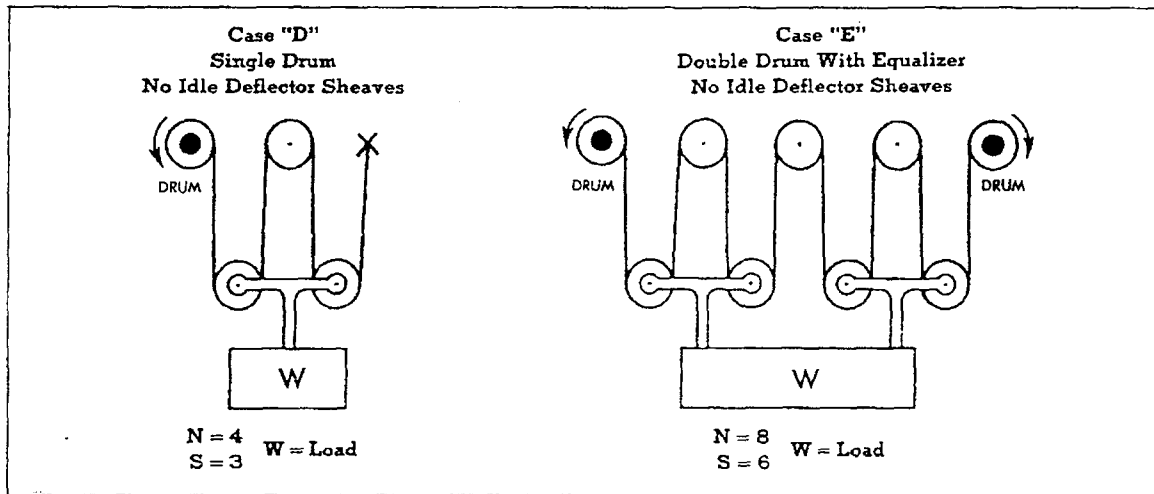 Case "D"
Single Drum
No Idle Deflector Sheaves
DRUM
W
N = 4
S = 3
W = Load
Case "E"
Double Drum With Equalizer
No Idle Deflector Sheaves
DRUM
DRUM
W
N = 8
S = 6
W = Load